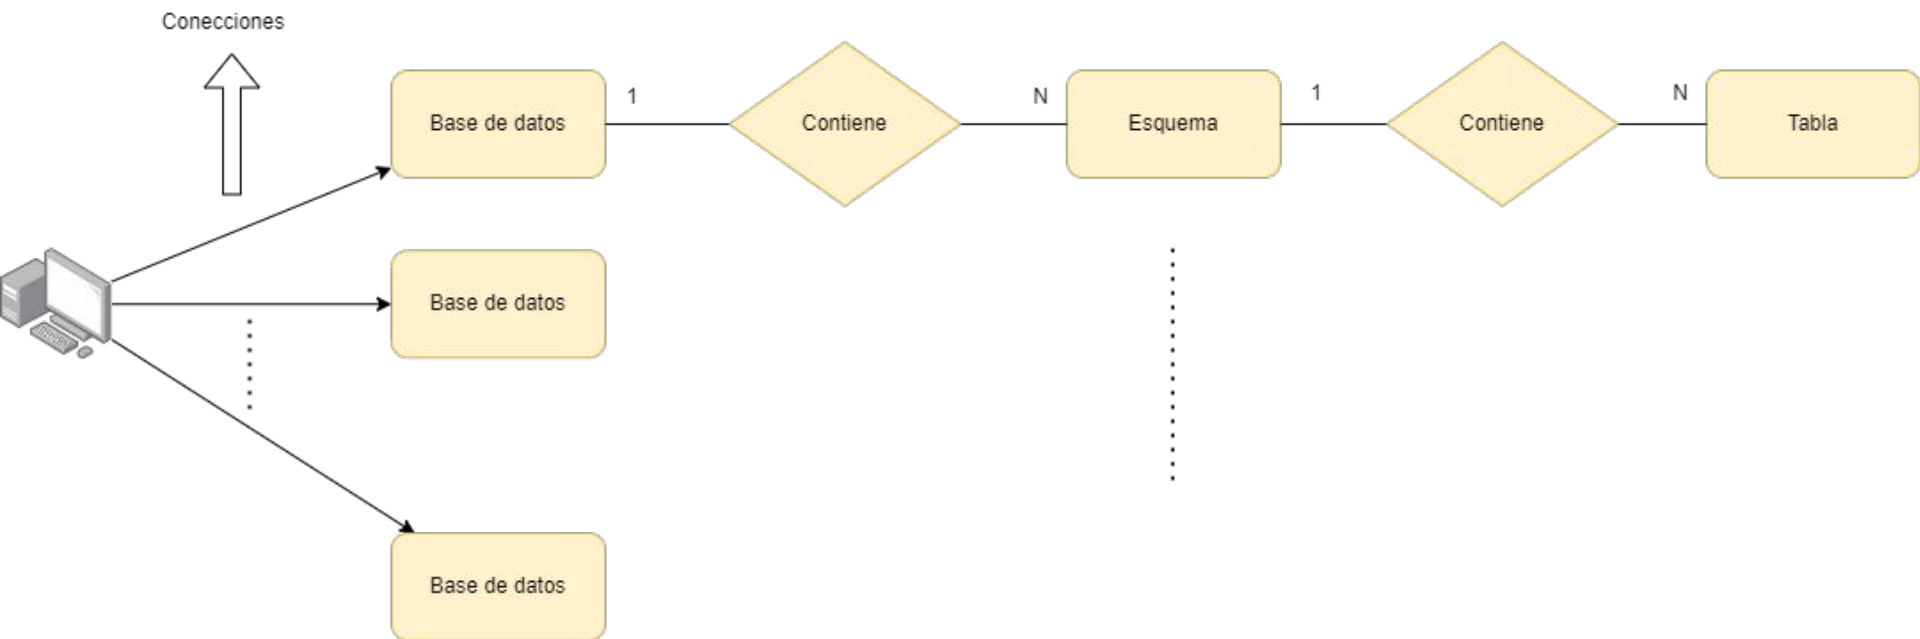 Conecciones
Base de datos
1
Contiene
N
Esquema
1
Contiene
N
Tabla
Base de datos
Base de datos